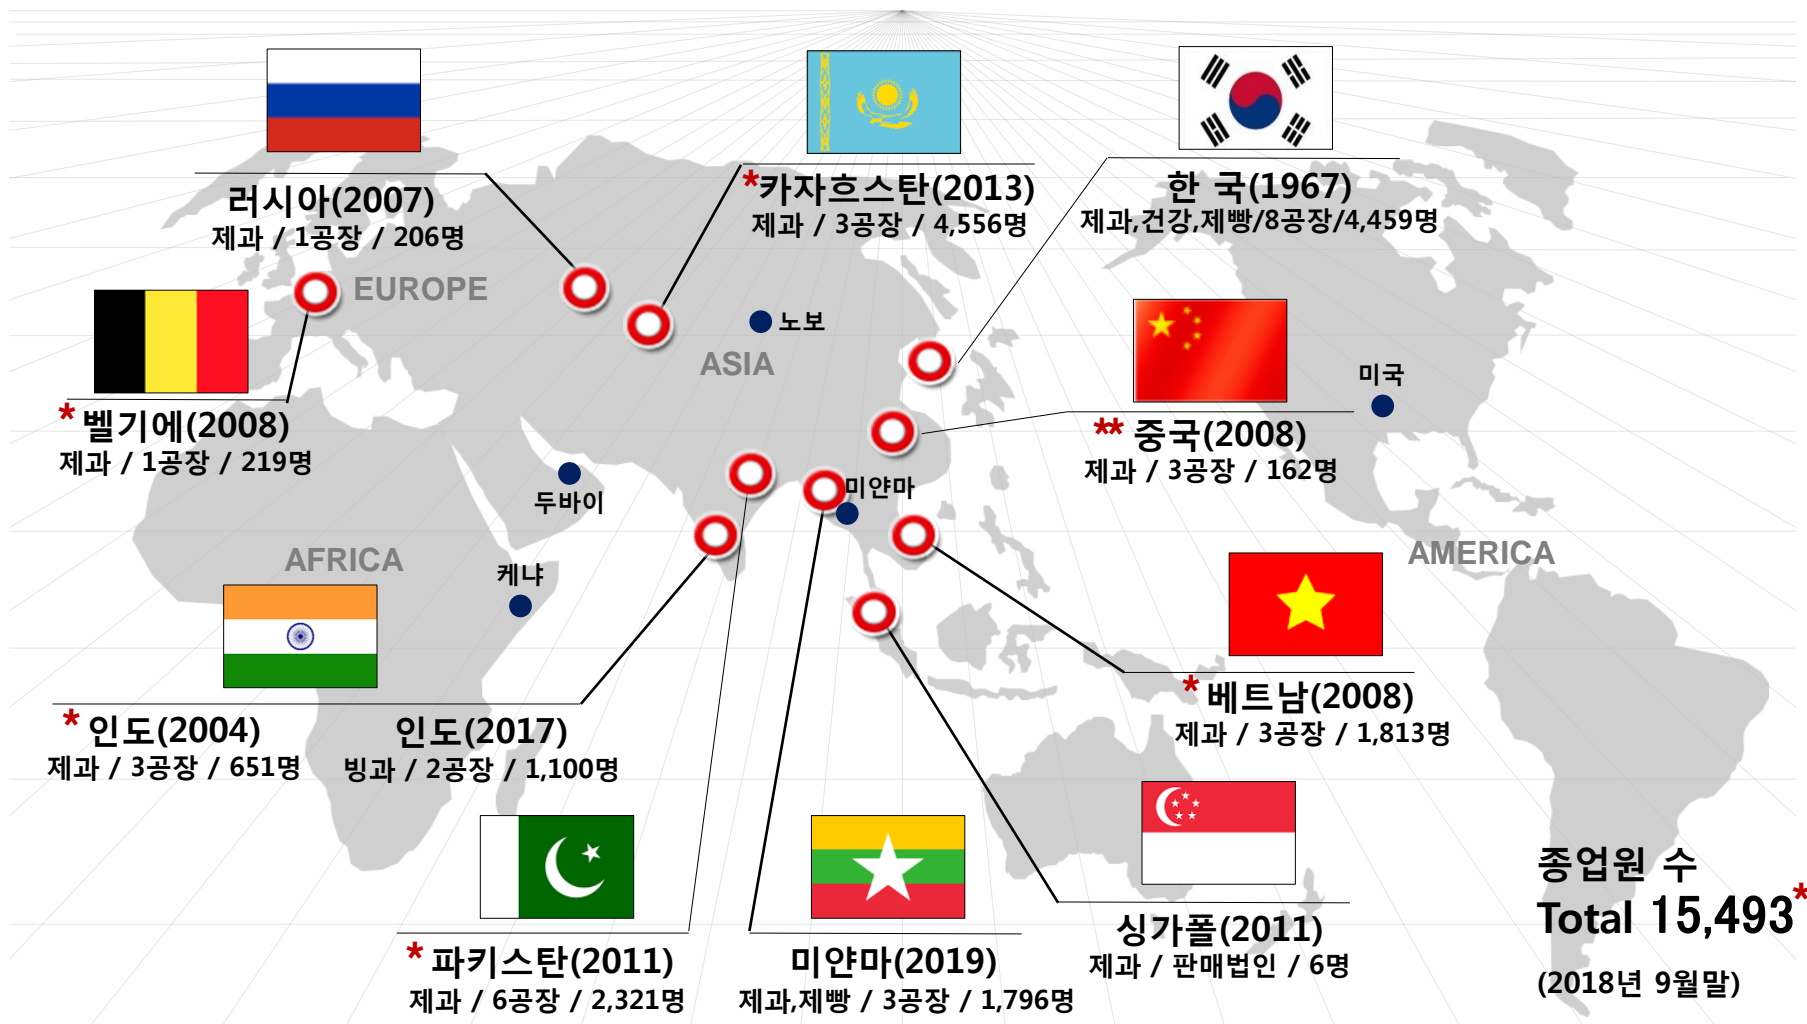 러시아(2007)
제과 / 1공장 / 206명
*카자흐스탄(2013)
제과 / 3공장 / 4,556명
한 국(1967)
제과,건강,제빵/8공장/4,459명
EUROPE
노보
ASIA
미국
* 벨기에(2008)
제과 / 1공장 / 219명
** 중국(2008)
제과 / 3공장 / 162명
두바이
미얀마
AFRICA
케냐
AMERICA
* 베트남(2008)
제과 / 3공장 / 1,813명
* 인도(2004)
제과 / 3공장 / 651명
인도(2017)
빙과 / 2공장 / 1,100명
* 파키스탄(2011)
제과 / 6공장 / 2,321명
미얀마(2019)
제과,제빵 / 3공장 / 1,796명
싱가폴(2011)
제과 / 판매법인 / 6명
종업원 수
Total 15,493*
(2018년 9월말)